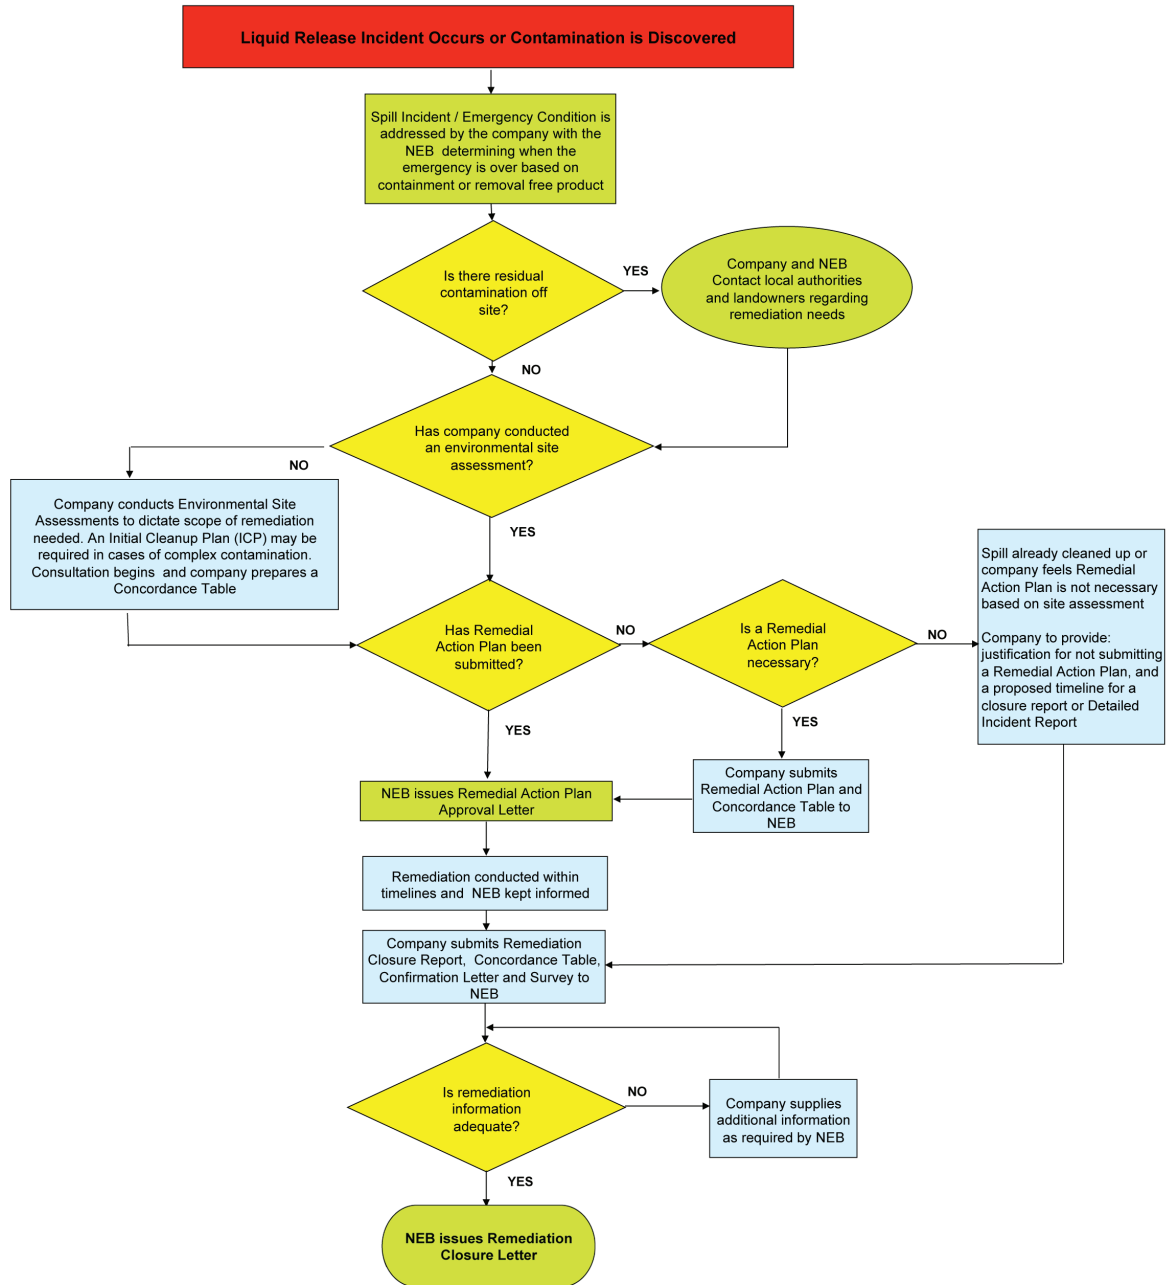 Liquid Release Incident Occurs or Contamination is Discovered
Spill Incident / Emergency Condition is
addressed by the company with the
NEB determining when the
emergency is over based on
containment or removal free product
Is there residual
contamination off
site?
YES
Company and NEB
Contact local authorities
and landowners regarding
remediation needs
NO
Has company conducted
an environmental site
assessment?
NO
Company conducts Environmental Site
Assessments to dictate scope of remediation
needed. An Initial Cleanup Plan (ICP) may be
required in cases of complex contamination.
Consultation begins and company prepares a
Concordance Table
YES
Has Remedial
Action Plan been
submitted?
NO
Is a Remedial
Action Plan
necessary?
NO
Spill already cleaned up or
company feels Remedial
Action Plan is not necessary
based on site assessment
Company to provide:
justification for not submitting
a Remedial Action Plan, and
a proposed timeline for a
closure report or Detailed
Incident Report
YES
YES
Company submits
Remedial Action Plan and
Concordance Table to
NEB
NEB issues Remedial Action Plan
Approval Letter
Remediation conducted within
timelines and NEB kept informed
Company submits Remediation
Closure Report, Concordance Table,
Confirmation Letter and Survey to
NEB
Is remediation
information
adequate?
NO
Company supplies
additional information
as required by NEB
YES
NEB issues Remediation
Closure Letter